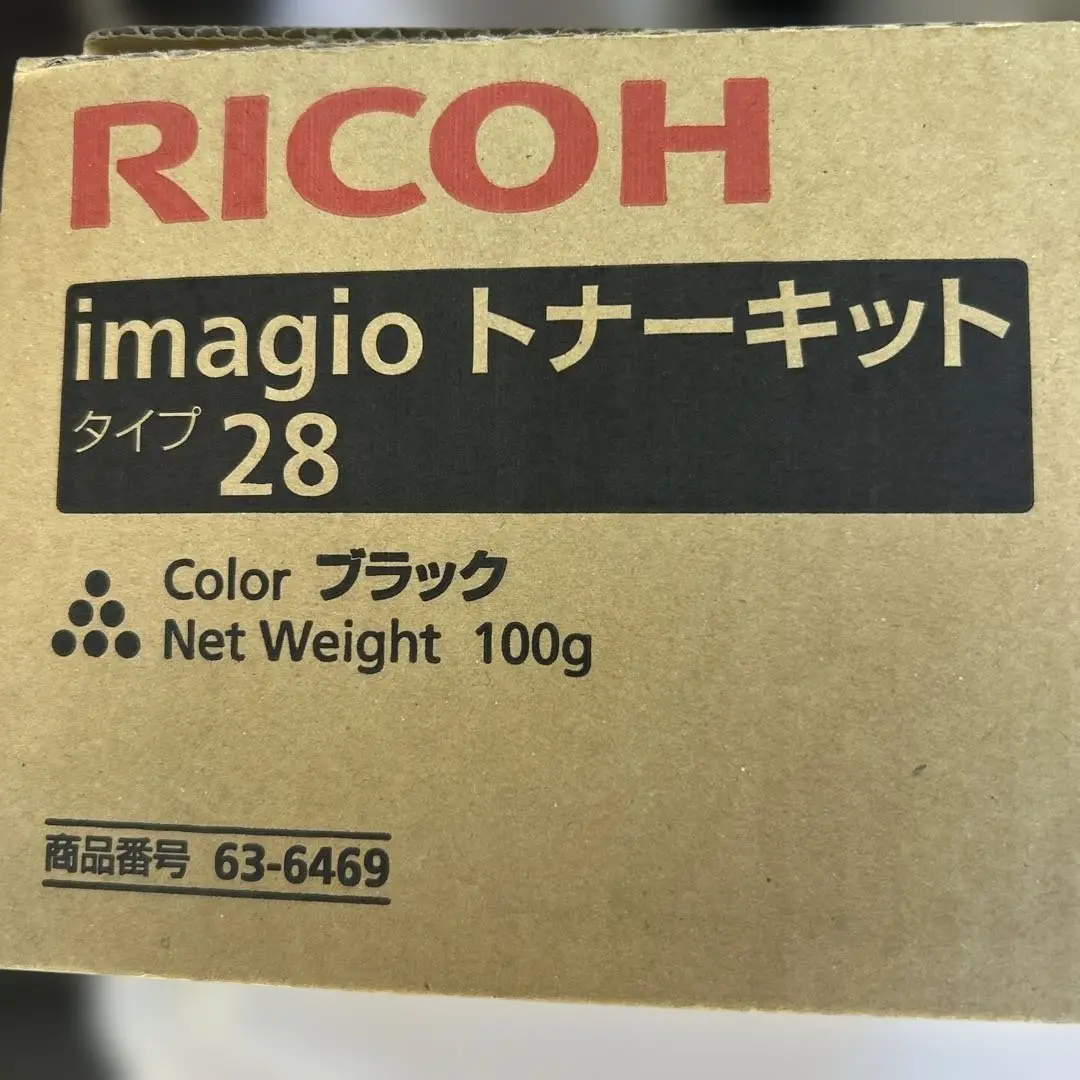 RICOH
imagio トナーキット
タイプ 28
Color ブラック
Net Weight 100g
商品番号 63-6469